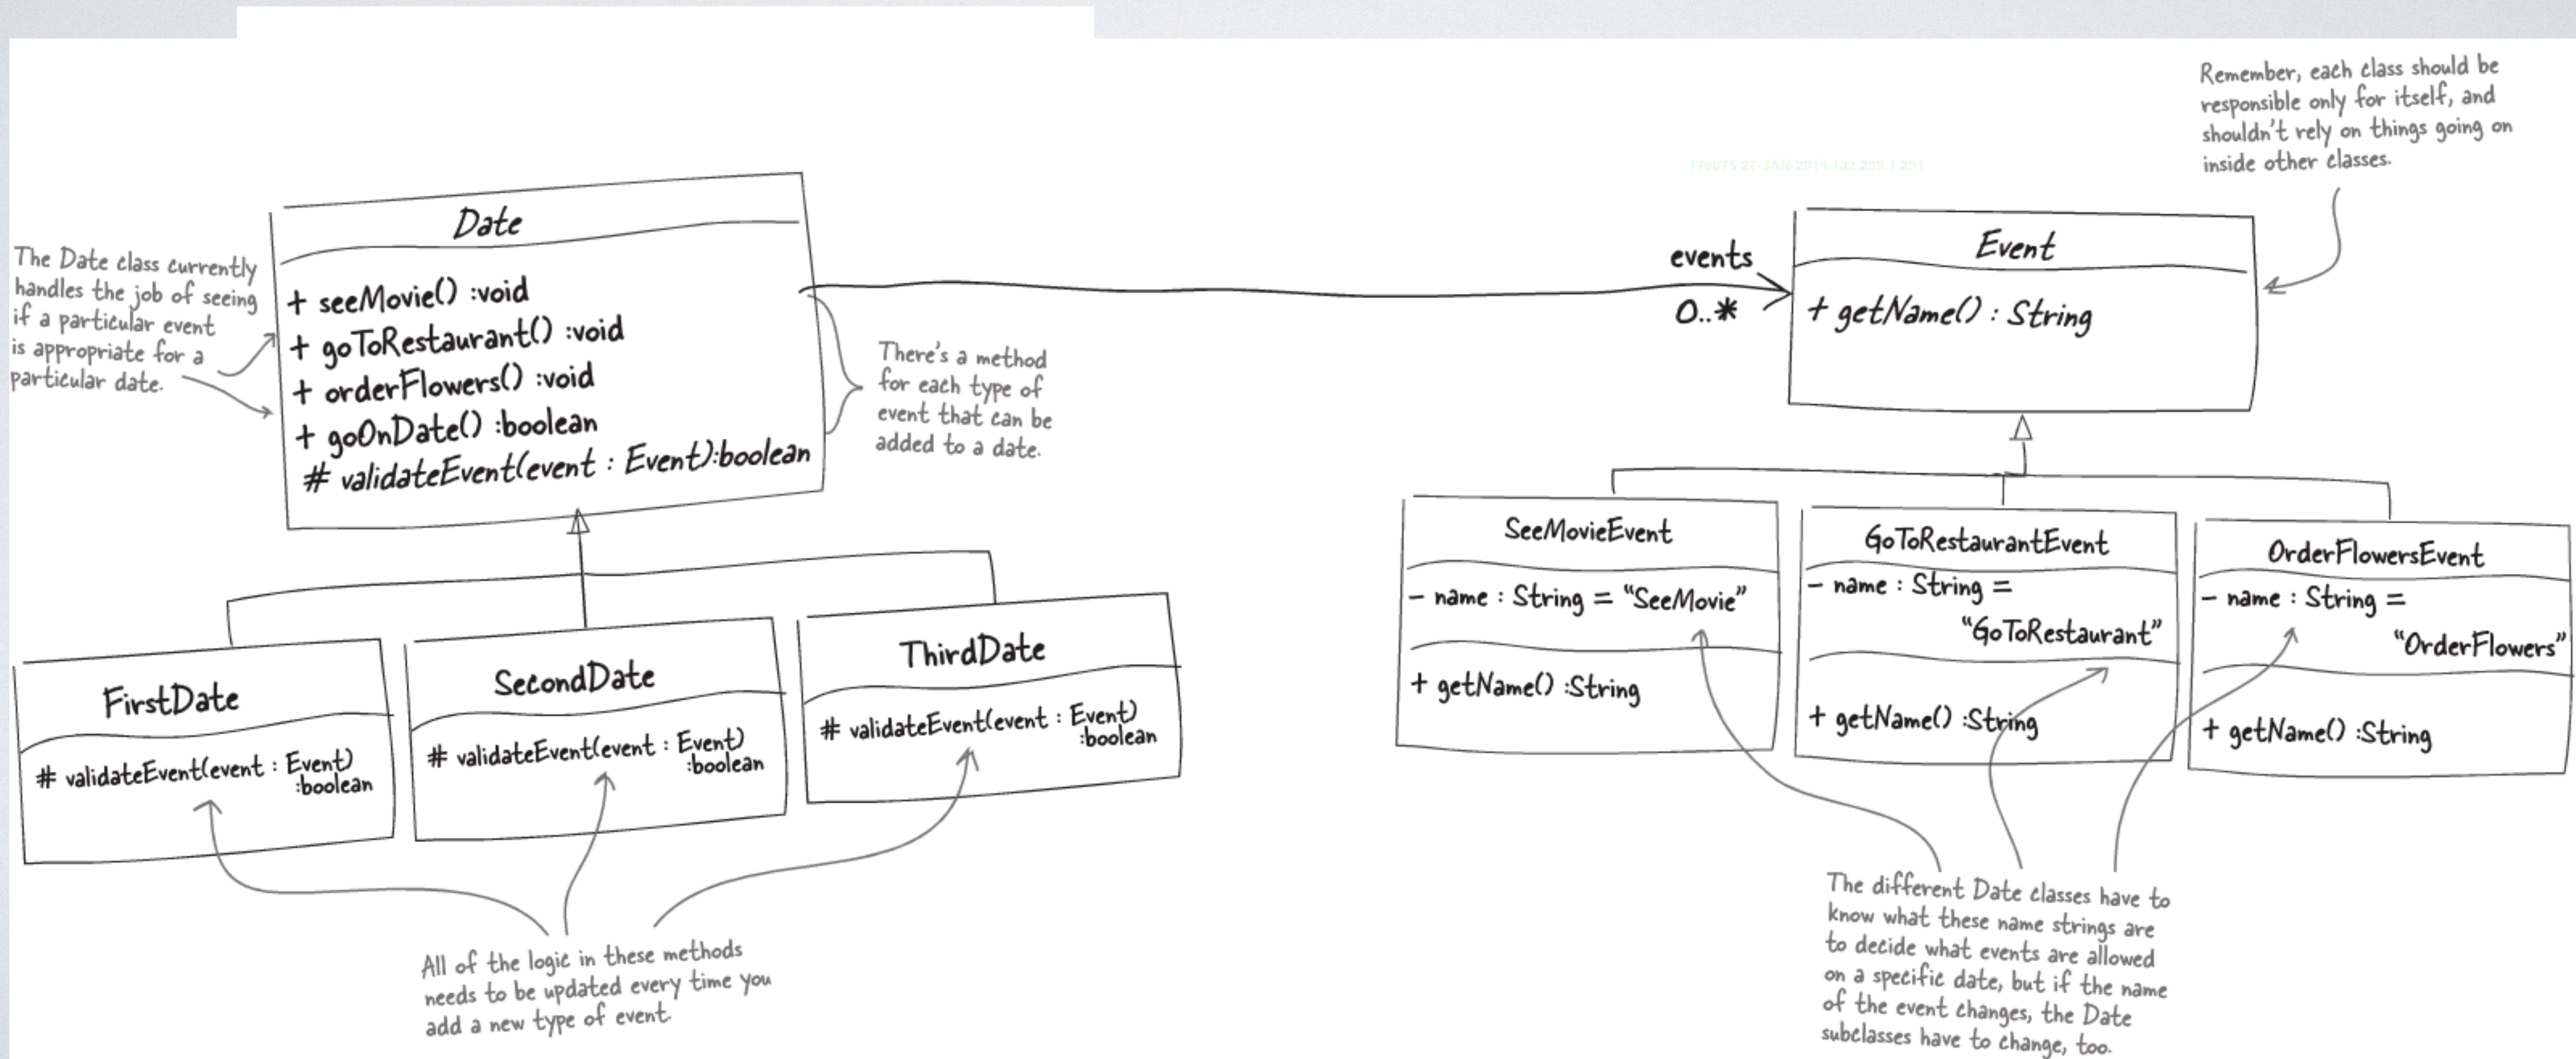 Remember, each class should be
responsible only for itself, and
shouldn't rely on things going on
inside other classes.
176075 27-JAN-2014 132.239.1.231
The Date class currently
handles the job of seeing
if a particular event
is appropriate for a
particular date.
Date
+ seeMovie() :void
+ goToRestaurant() :void
+ orderFlowers() :void
+ goOnDate() :boolean
# validateEvent(event : Event):boolean
There's a method
for each type of
event that can be
added to a date.
events
0..*
Event
+ getName() : String
FirstDate
# validateEvent(event : Event)
:boolean
SecondDate
# validateEvent(event : Event)
:boolean
ThirdDate
# validateEvent(event : Event)
:boolean
All of the logic in these methods
needs to be updated every time you
add a new type of event.
SeeMovieEvent
- name : String = "SeeMovie"
+ getName() :String
GoToRestaurantEvent
- name : String =
"GoToRestaurant"
+ getName() :String
OrderFlowersEvent
- name : String =
"OrderFlowers"
+ getName() :String
The different Date classes have to
know what these name strings are
to decide what events are allowed
on a specific date, but if the name
of the event changes, the Date
subclasses have to change, too.